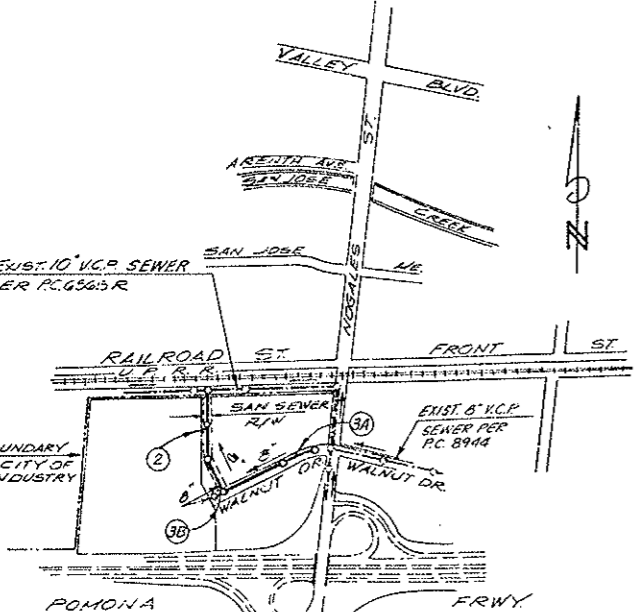 VALLEY BLVD.
ST.
ARENTH AVE.
SAN JOSE
CREEK
N
EXIST. 10" V.C.P. SEWER
SAN JOSE AVE.
NOGALES
RAILROAD ST.
FRONT ST.
U. P. R. R.
SAN SEWER
R/W
3A
EXIST. 8" V.C.P.
SEWER PER
P.C. 8944
BOUNDARY
CITY OF
INDUSTRY
2
8"
WALNUT DR.
WALNUT DR.
8"
3B
POMONA FRWY.